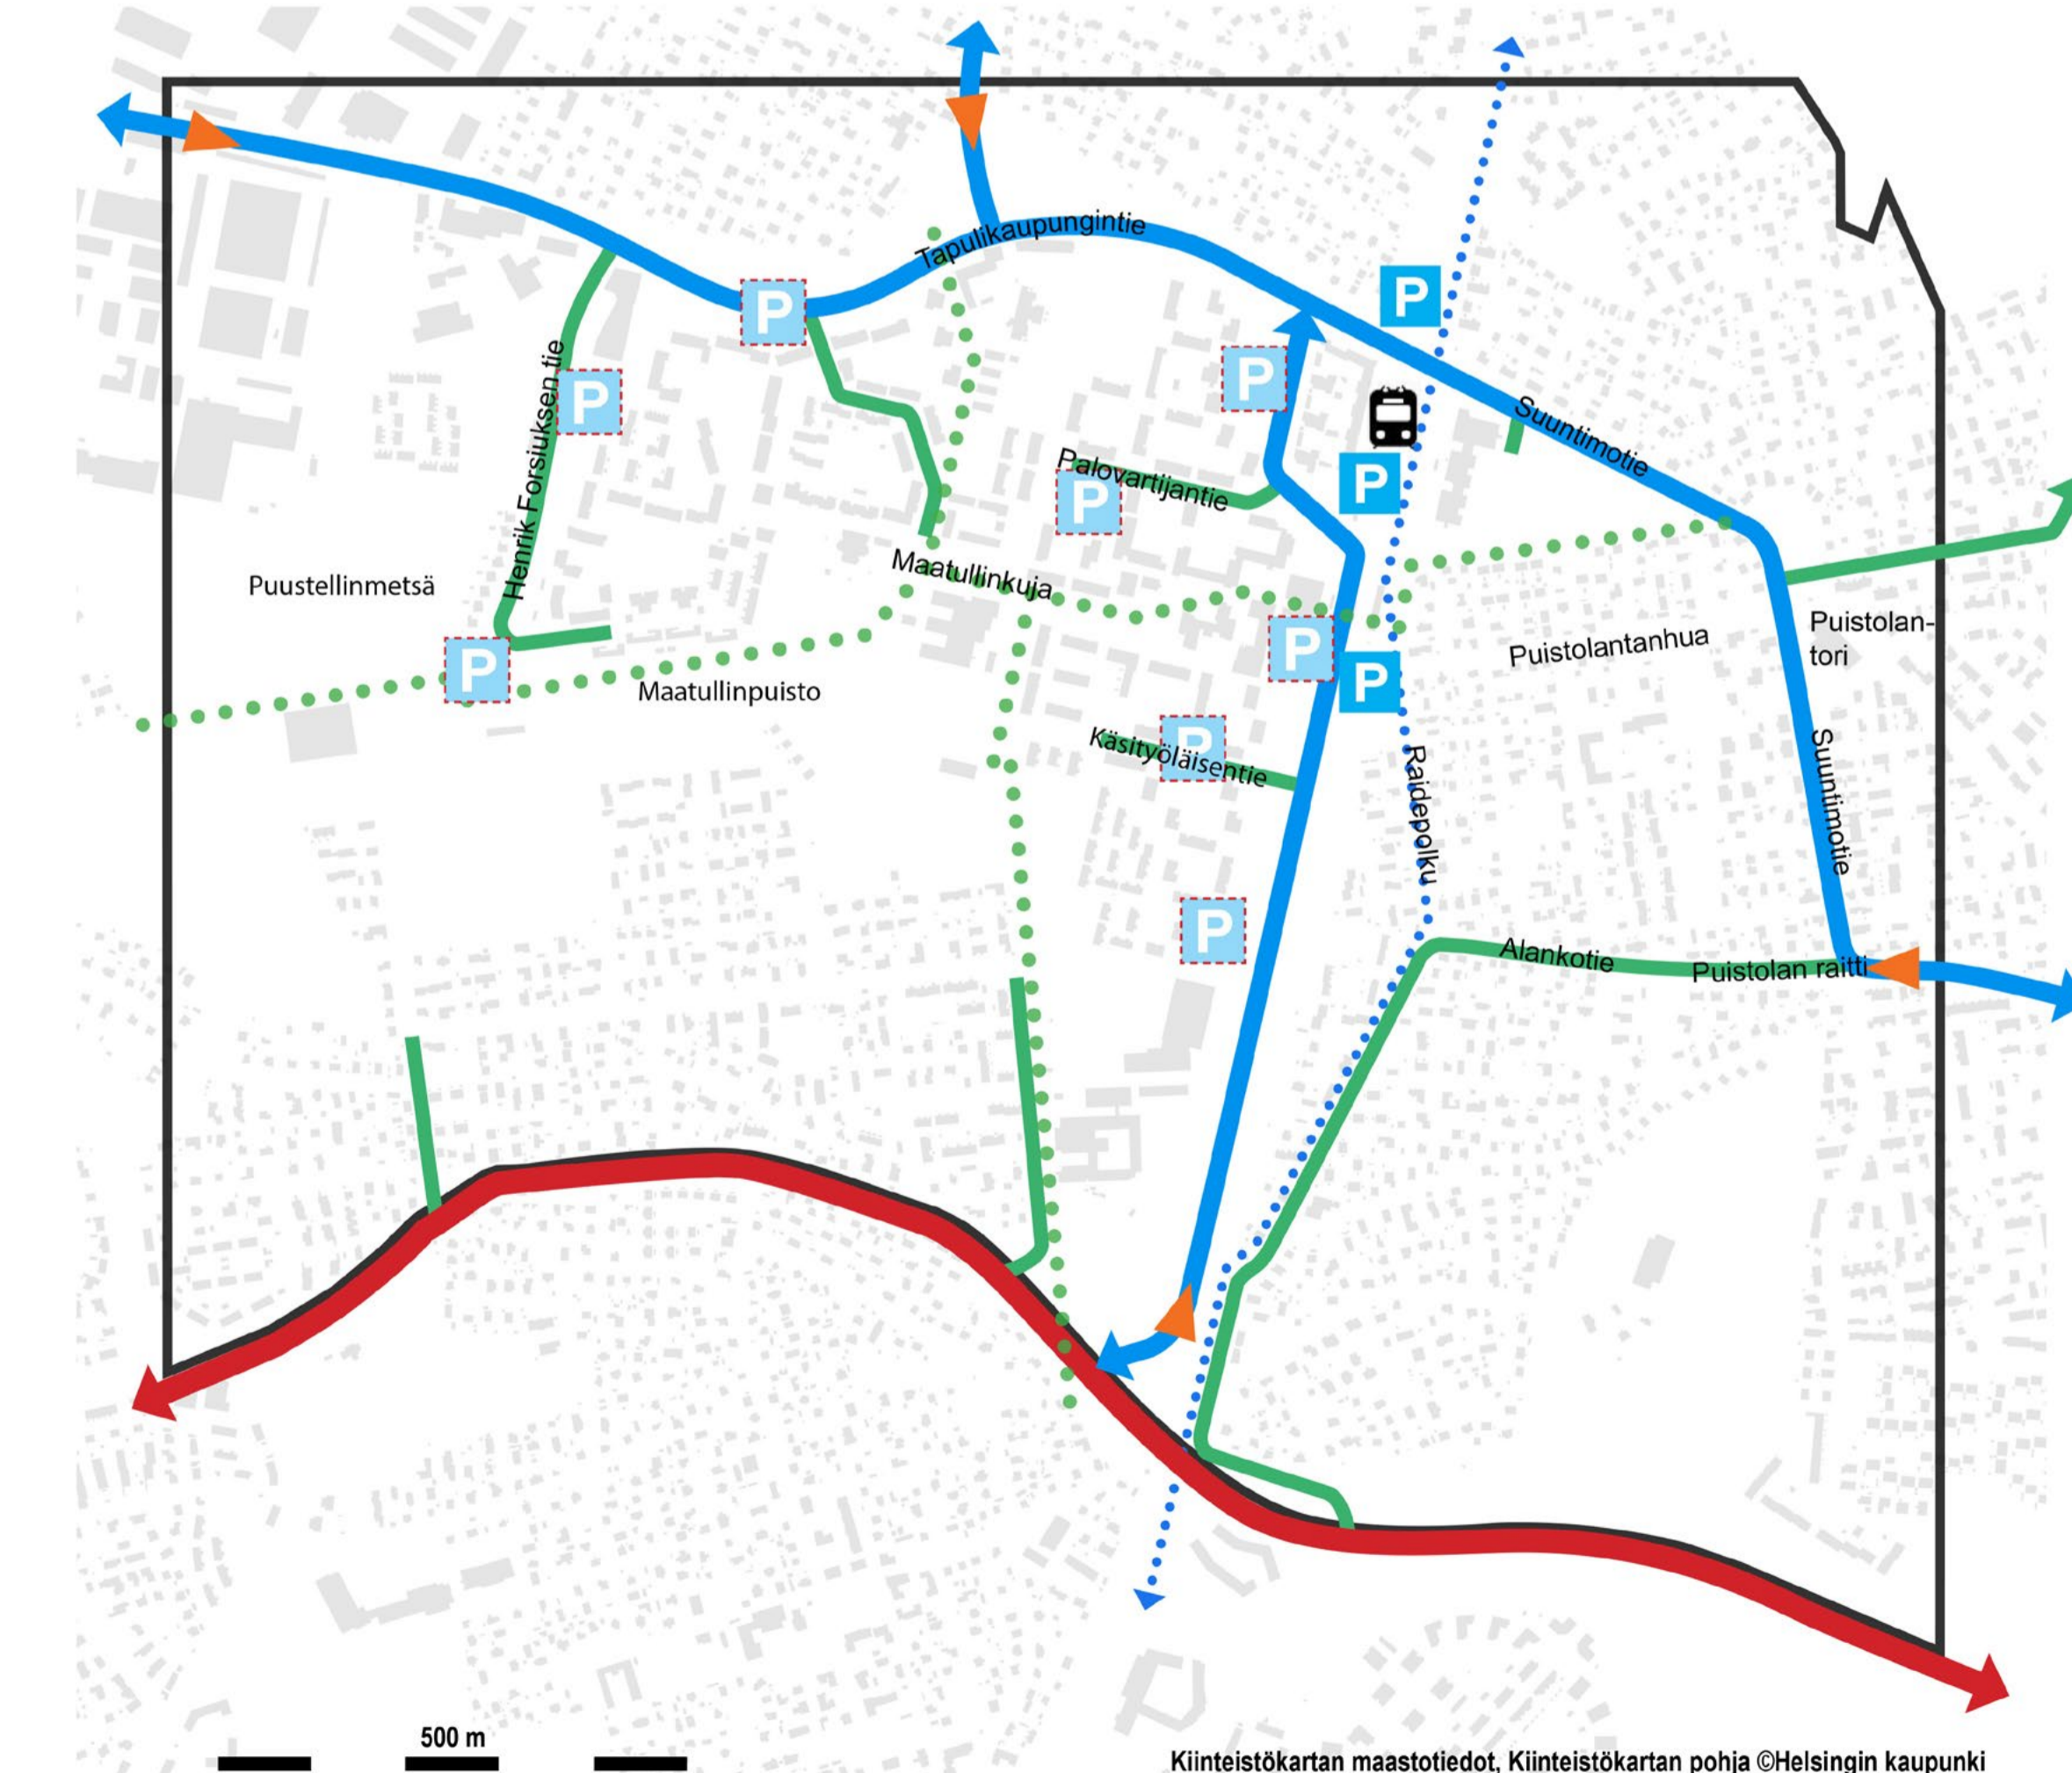 Tapulikaupungintie
P
P
P
Henrik Forsiuksen tie
P
Suuntimotie
Palovartijantie
P
P
Maatullinkuja
Puustellinmetsä
Puistolan-
tori
Puistolantanhua
P
P
P
Maatullinpuisto
Käsityöläisentie
P
Raidepolku
Suuntimotie
P
Alankotie
Puistolan raitti
500 m
Kiinteistökartan maastotiedot, Kiinteistökartan pohja ©Helsingin kaupunki